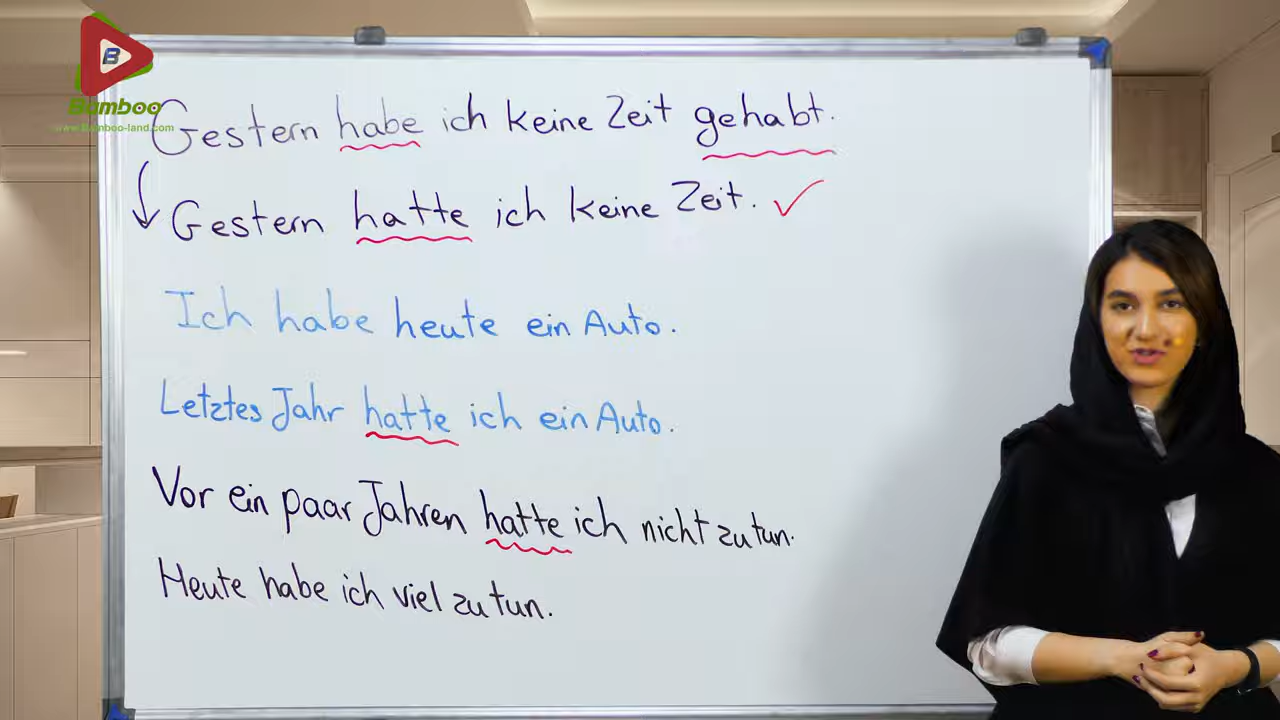 B
Bamboo
www.Bamboo-land.com
Gestern habe ich keine Zeit gehabt.
Gestern hatte ich keine Zeit.
Ich habe heute ein Auto.
Letztes Jahr hatte ich ein Auto.
Vor ein paar Jahren hatte ich nicht zu tun.
Heute habe ich viel zu tun.